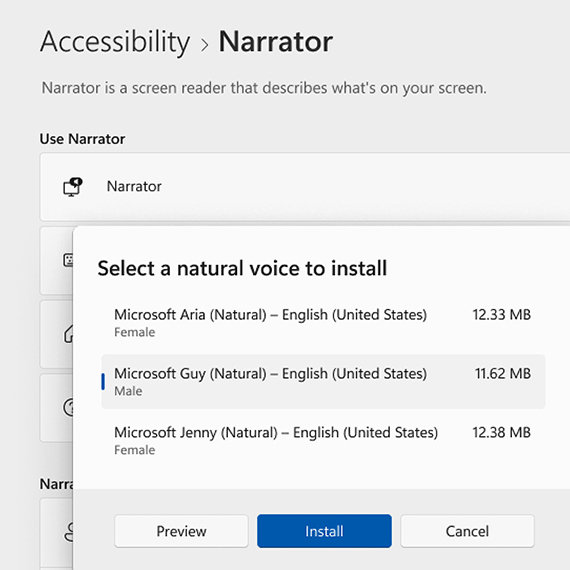 Accessibility › Narrator
Narrator is a screen reader that describes what's on your screen.
Use Narrator
Narrator
Select a natural voice to install
Microsoft Aria (Natural) – English (United States) 12.33 MB
Female
Microsoft Guy (Natural) – English (United States) 11.62 MB
Male
Microsoft Jenny (Natural) – English (United States) 12.38 MB
Female
Preview Install Cancel